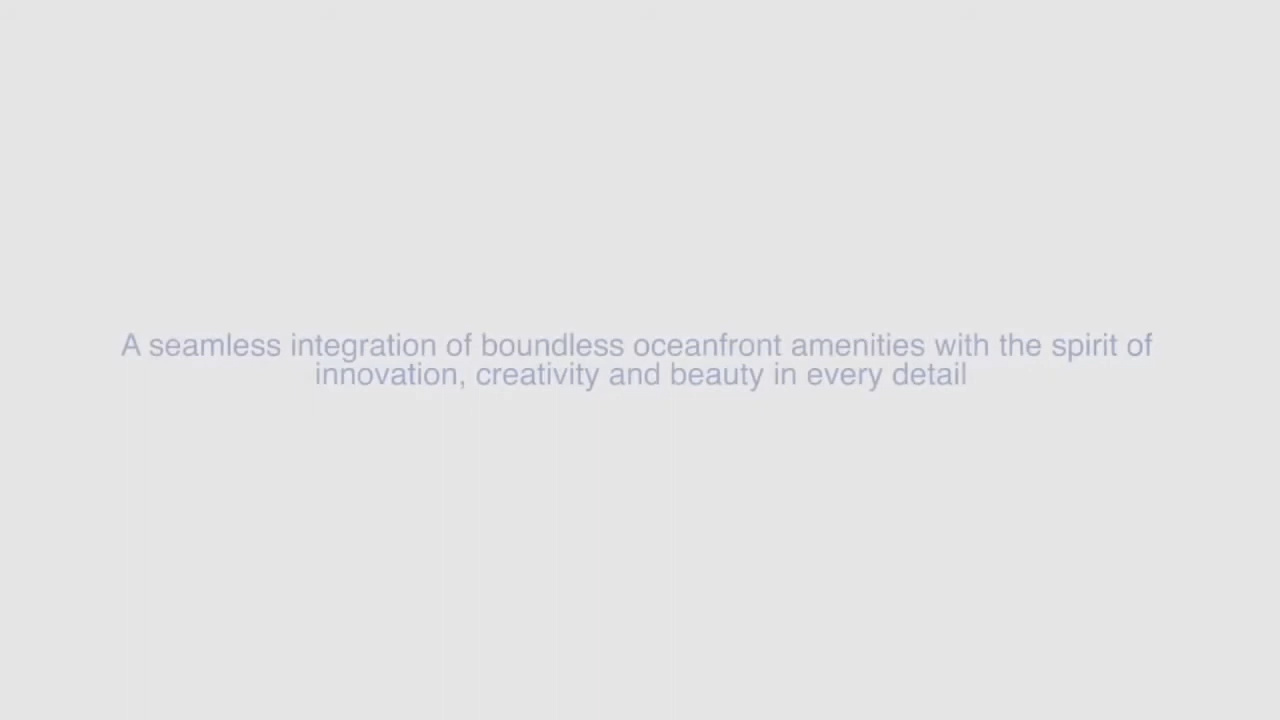 A seamless integration of boundless oceanfront amenities with the spirit of
innovation, creativity and beauty in every detail